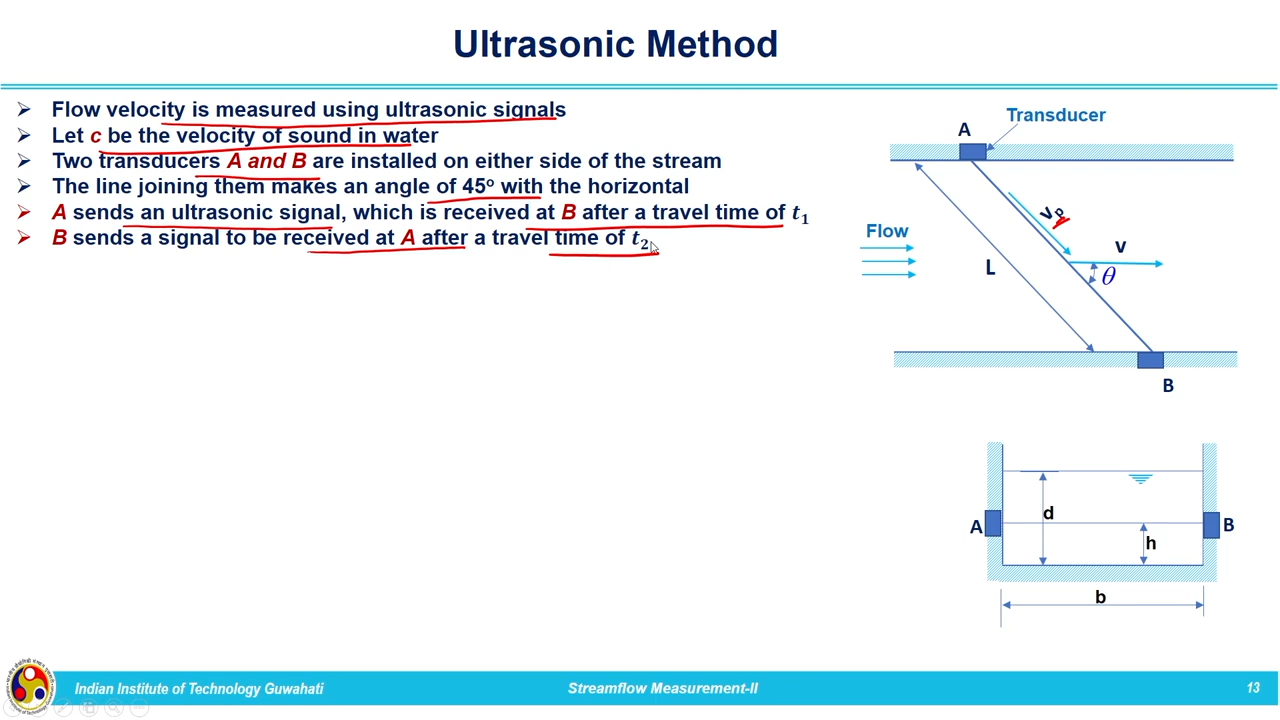 Ultrasonic Method
➢ Flow velocity is measured using ultrasonic signals
➢ Let c be the velocity of sound in water
➢ Two transducers A and B are installed on either side of the stream
➢ The line joining them makes an angle of 45° with the horizontal
➢ A sends an ultrasonic signal, which is received at B after a travel time of t₁
➢ B sends a signal to be received at A after a travel time of t₂
Transducer
A
vₚ
Flow
v
L
θ
B
A
d
B
h
b
Indian Institute of Technology Guwahati
Streamflow Measurement-II
13